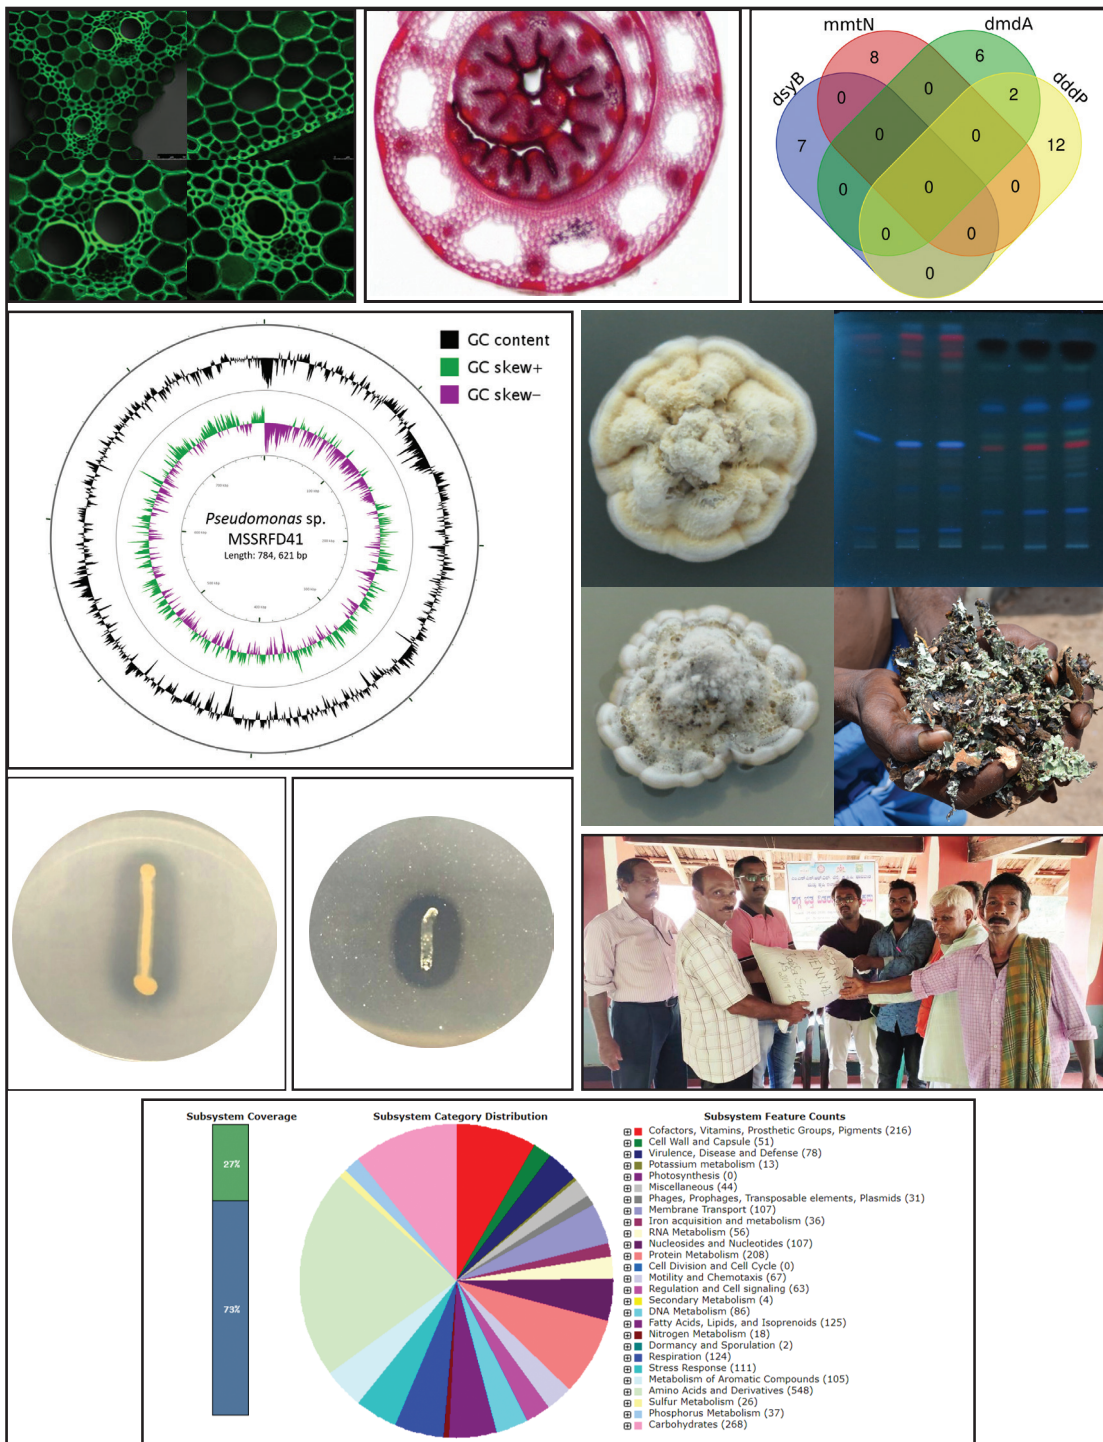 mmtN
dmdA
dsyB
dddP
8
6
0
0
2
7
0
0
12
0
0
0
0
0
0
GC content
GC skew+
GC skew−
Pseudomonas sp.
MSSRFD41
Length: 784, 621 bp
Subsystem Coverage
27%
73%
Subsystem Category Distribution
Subsystem Feature Counts
Cofactors, Vitamins, Prosthetic Groups, Pigments (216)
Cell Wall and Capsule (51)
Virulence, Disease and Defense (78)
Potassium metabolism (13)
Photosynthesis (0)
Miscellaneous (44)
Phages, Prophages, Transposable elements, Plasmids (31)
Membrane Transport (107)
Iron acquisition and metabolism (36)
RNA Metabolism (56)
Nucleosides and Nucleotides (107)
Protein Metabolism (208)
Cell Division and Cell Cycle (0)
Motility and Chemotaxis (67)
Regulation and Cell signaling (63)
Secondary Metabolism (4)
DNA Metabolism (86)
Fatty Acids, Lipids, and Isoprenoids (125)
Nitrogen Metabolism (18)
Dormancy and Sporulation (2)
Respiration (124)
Stress Response (111)
Metabolism of Aromatic Compounds (105)
Amino Acids and Derivatives (548)
Sulfur Metabolism (26)
Phosphorus Metabolism (37)
Carbohydrates (268)